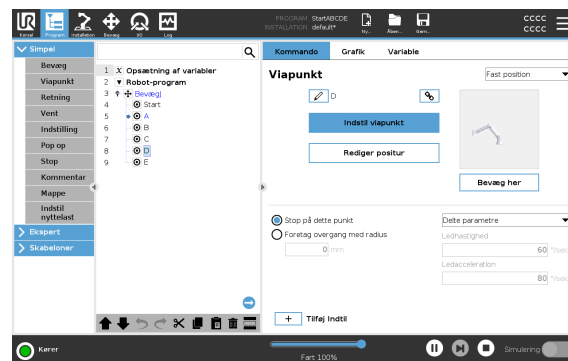 PROGRAM StartABCDE
INSTALLATION default*
Ny...
Åben...
Gem...
CCCC
CCCC
Kørsel
Program
Installation
Bevæg
I/O
Log
Simpel
Bevæg
Viapunkt
Retning
Vent
Indstilling
Pop op
Stop
Kommentar
Mappe
Indstil
nyttelast
Ekspert
Skabeloner
1 X Opsætning af variabler
2 Robot-program
3 BevægJ
4 Start
5 A
6 B
7 C
8 D
9 E
Kommando Grafik Variable
Viapunkt
Fast position
D
Indstil viapunkt
Rediger positur
Bevæg her
Stop på dette punkt
Foretag overgang med radius
0 mm
Delte parametre
Ledhastighed
60
Ledacceleration
80
+ Tilføj Indtil
Kører
Fart 100%
Simulering